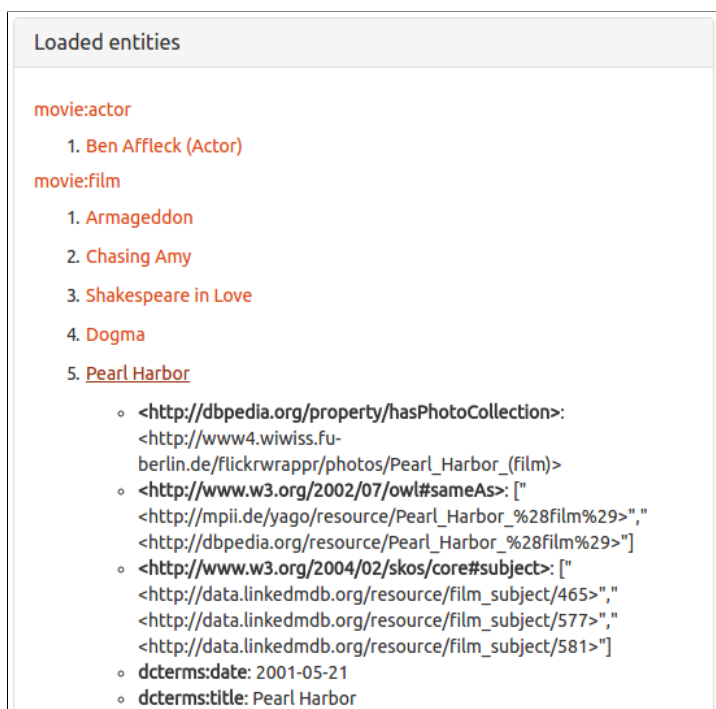 Loaded entities
movie:actor
1. Ben Affleck (Actor)
movie:film
1. Armageddon
2. Chasing Amy
3. Shakespeare in Love
4. Dogma
5. Pearl Harbor
◦ <http://dbpedia.org/property/hasPhotoCollection>:
<http://www4.wiwiss.fu-
berlin.de/flickrwrappr/photos/Pearl_Harbor_(film)>
◦ <http://www.w3.org/2002/07/owl#sameAs>: ["
<http://mpii.de/yago/resource/Pearl_Harbor_%28film%29>","
<http://dbpedia.org/resource/Pearl_Harbor_%28film%29>"]
◦ <http://www.w3.org/2004/02/skos/core#subject>: ["
<http://data.linkedmdb.org/resource/film_subject/465>","
<http://data.linkedmdb.org/resource/film_subject/577>","
<http://data.linkedmdb.org/resource/film_subject/581>"]
◦ dcterms:date: 2001-05-21
◦ dcterms:title: Pearl Harbor